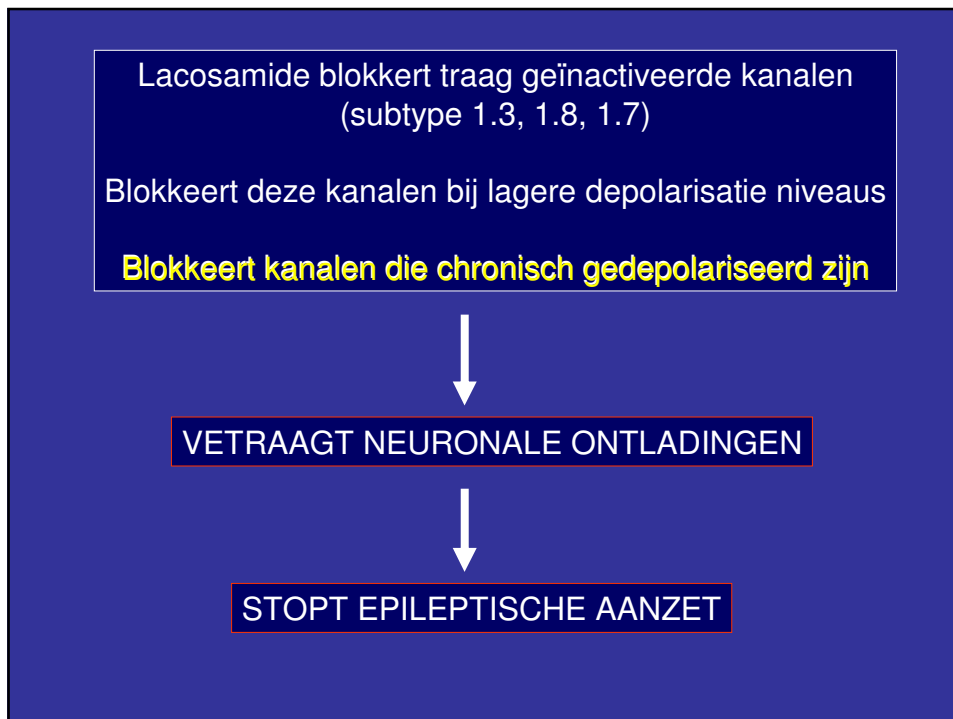 Lacosamide blokkert traag geïnactiveerde kanalen
(subtype 1.3, 1.8, 1.7)
Blokkeert deze kanalen bij lagere depolarisatie niveaus
Blokkeert kanalen die chronisch gedepolariseerd zijn
VETRAAGT NEURONALE ONTLADINGEN
STOPT EPILEPTISCHE AANZET